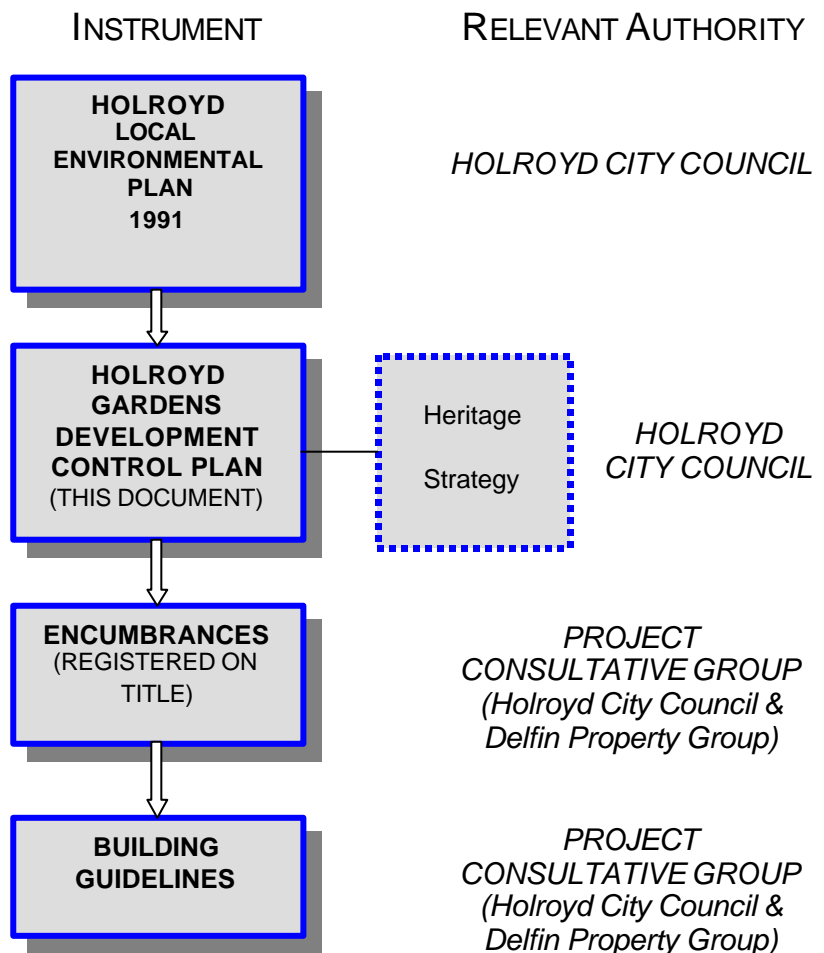 INSTRUMENT
RELEVANT AUTHORITY
HOLROYD
LOCAL
ENVIRONMENTAL
PLAN
1991
HOLROYD CITY COUNCIL
HOLROYD
GARDENS
DEVELOPMENT
CONTROL PLAN
(THIS DOCUMENT)
Heritage
Strategy
HOLROYD
CITY COUNCIL
ENCUMBRANCES
(REGISTERED ON
TITLE)
PROJECT
CONSULTATIVE GROUP
(Holroyd City Council &
Delfin Property Group)
BUILDING
GUIDELINES
PROJECT
CONSULTATIVE GROUP
(Holroyd City Council &
Delfin Property Group)